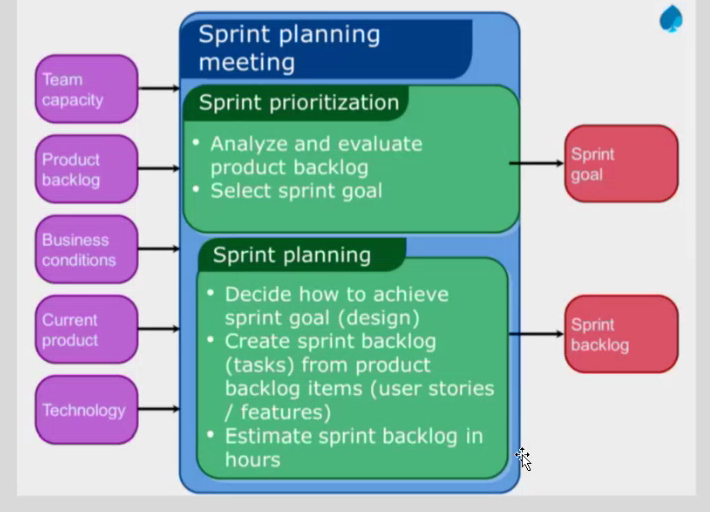 Sprint planning
meeting
Team
capacity
Product
backlog
Business
conditions
Current
product
Technology
Sprint prioritization
• Analyze and evaluate
product backlog
• Select sprint goal
Sprint planning
• Decide how to achieve
sprint goal (design)
• Create sprint backlog
(tasks) from product
backlog items (user stories
/ features)
• Estimate sprint backlog in
hours
Sprint
goal
Sprint
backlog